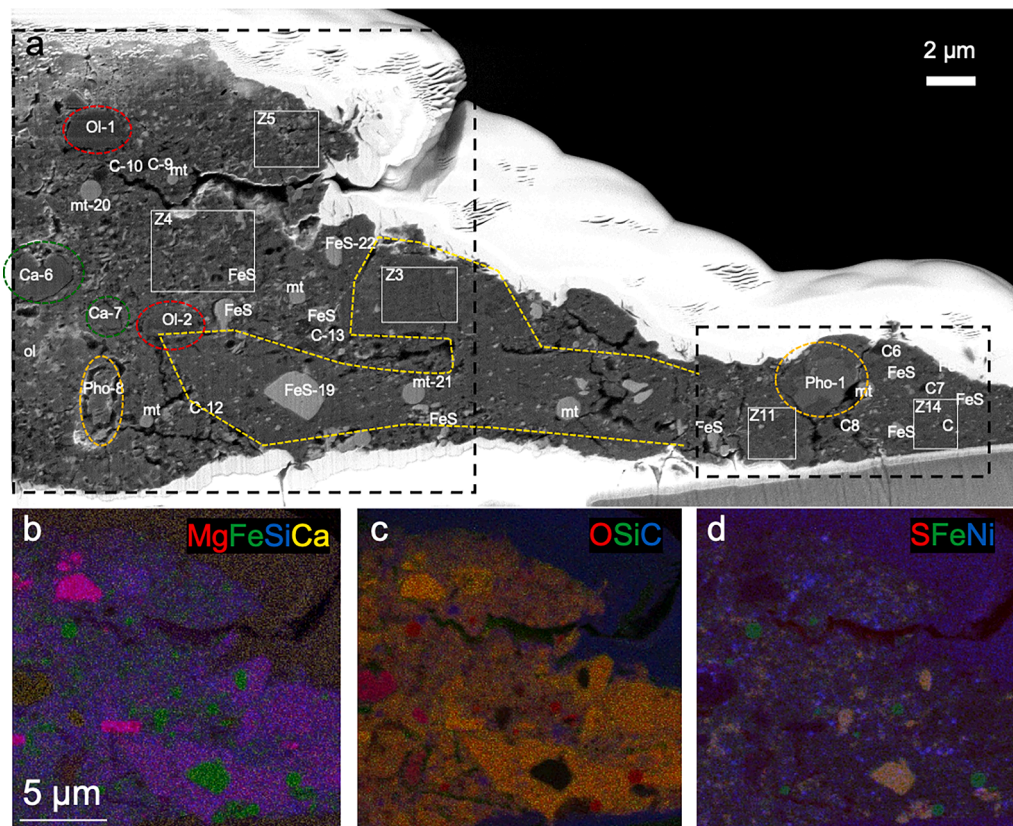 a
2 µm
Ol-1
Z5
C-10
C-9
mt
mt-20
Z4
FeS-22
Ca-6
FeS
mt
Z3
Ca-7
Ol-2
FeS
FeS
C-13
ol
Pho-8
FeS-19
mt-21
mt
C-12
FeS
mt
C6
FeS
Pho-1
mt
C7
FeS
FeS
Z11
C8
FeS
Z14
C
b
MgFeSiCa
5 µm
c
OSiC
d
SFeNi